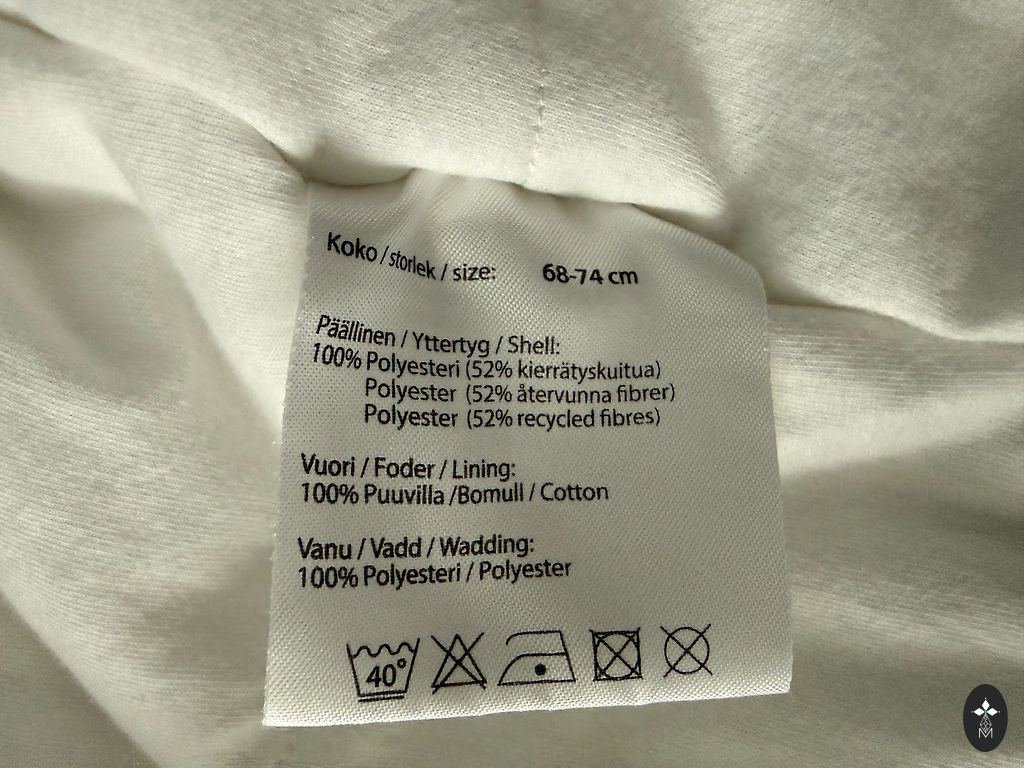 Koko / storlek / size: 68-74 cm
Päällinen / Yttertyg / Shell:
100% Polyesteri (52% kierrätyskuitua)
Polyester (52% återvunna fibrer)
Polyester (52% recycled fibres)
Vuori / Foder / Lining:
100% Puuvilla /Bomull / Cotton
Vanu / Vadd / Wadding:
100% Polyesteri / Polyester
40°